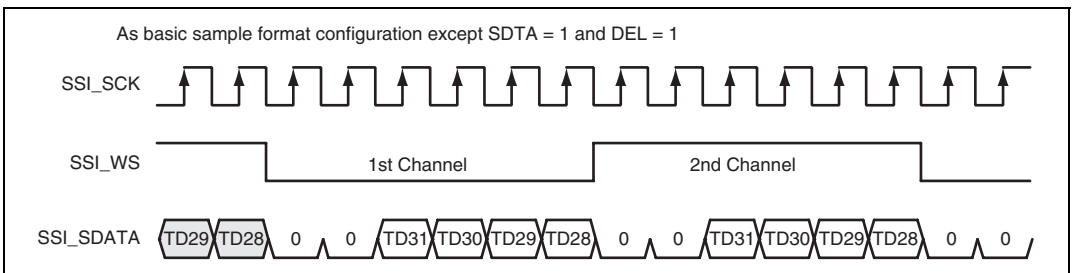 As basic sample format configuration except SDTA = 1 and DEL = 1
SSI_SCK
SSI_WS 1st Channel 2nd Channel
SSI_SDATA TD29 TD28 0 0 TD31 TD30 TD29 TD28 0 0 TD31 TD30 TD29 TD28 0 0